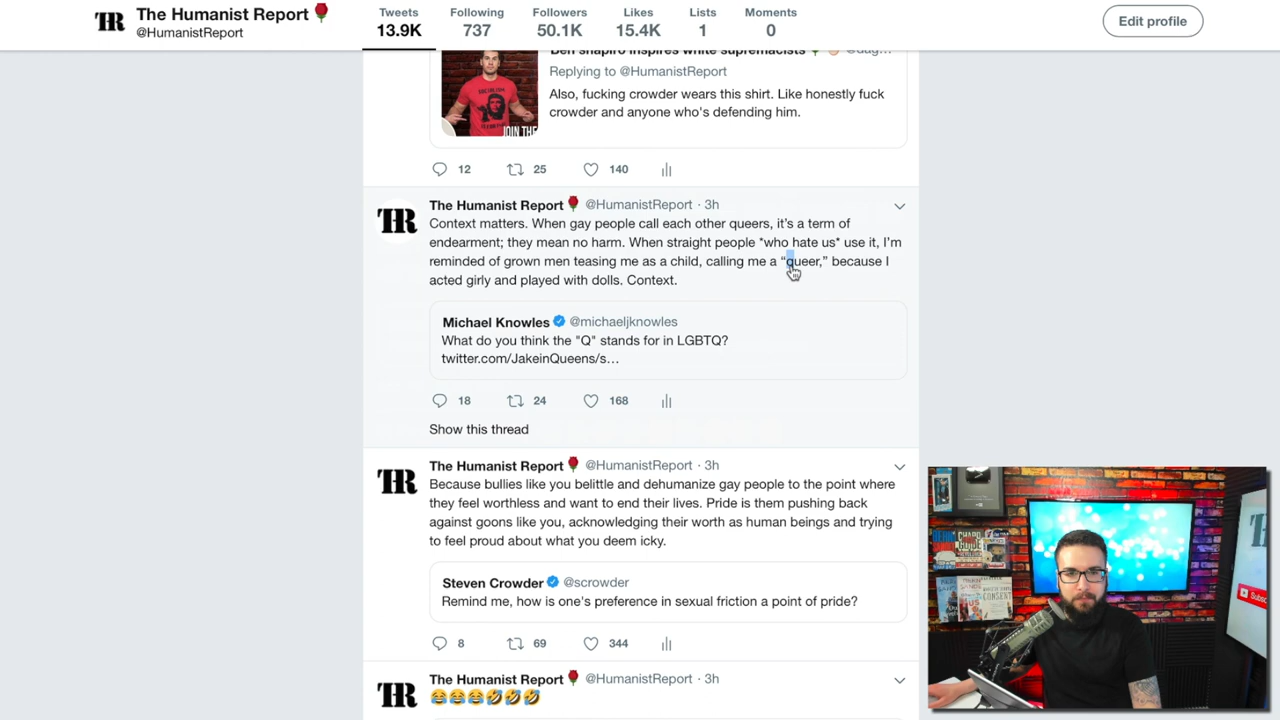 The Humanist Report🌹
@HumanistReport
Tweets
13.9K
Following
737
Followers
50.1K
Likes
15.4K
Lists
1
Moments
0
Edit profile
Ben shapiro inspires white supremacists
@dag…
Replying to @HumanistReport
Also, fucking crowder wears this shirt. Like honestly fuck
crowder and anyone who's defending him.
JOIN THE
12 25 140
The Humanist Report🌹 @HumanistReport · 3h
Context matters. When gay people call each other queers, it's a term of
endearment; they mean no harm. When straight people *who hate us* use it, I'm
reminded of grown men teasing me as a child, calling me a “queer,” because I
acted girly and played with dolls. Context.
Michael Knowles @michaeljknowles
What do you think the "Q" stands for in LGBTQ?
twitter.com/JakeinQueens/s…
18 24 168
Show this thread
The Humanist Report🌹 @HumanistReport · 3h
Because bullies like you belittle and dehumanize gay people to the point where
they feel worthless and want to end their lives. Pride is them pushing back
against goons like you, acknowledging their worth as human beings and trying
to feel proud about what you deem icky.
Steven Crowder @scrowder
Remind me, how is one's preference in sexual friction a point of pride?
8 69 344
The Humanist Report🌹 @HumanistReport · 3h
😂😂😂🤣🤣🤣